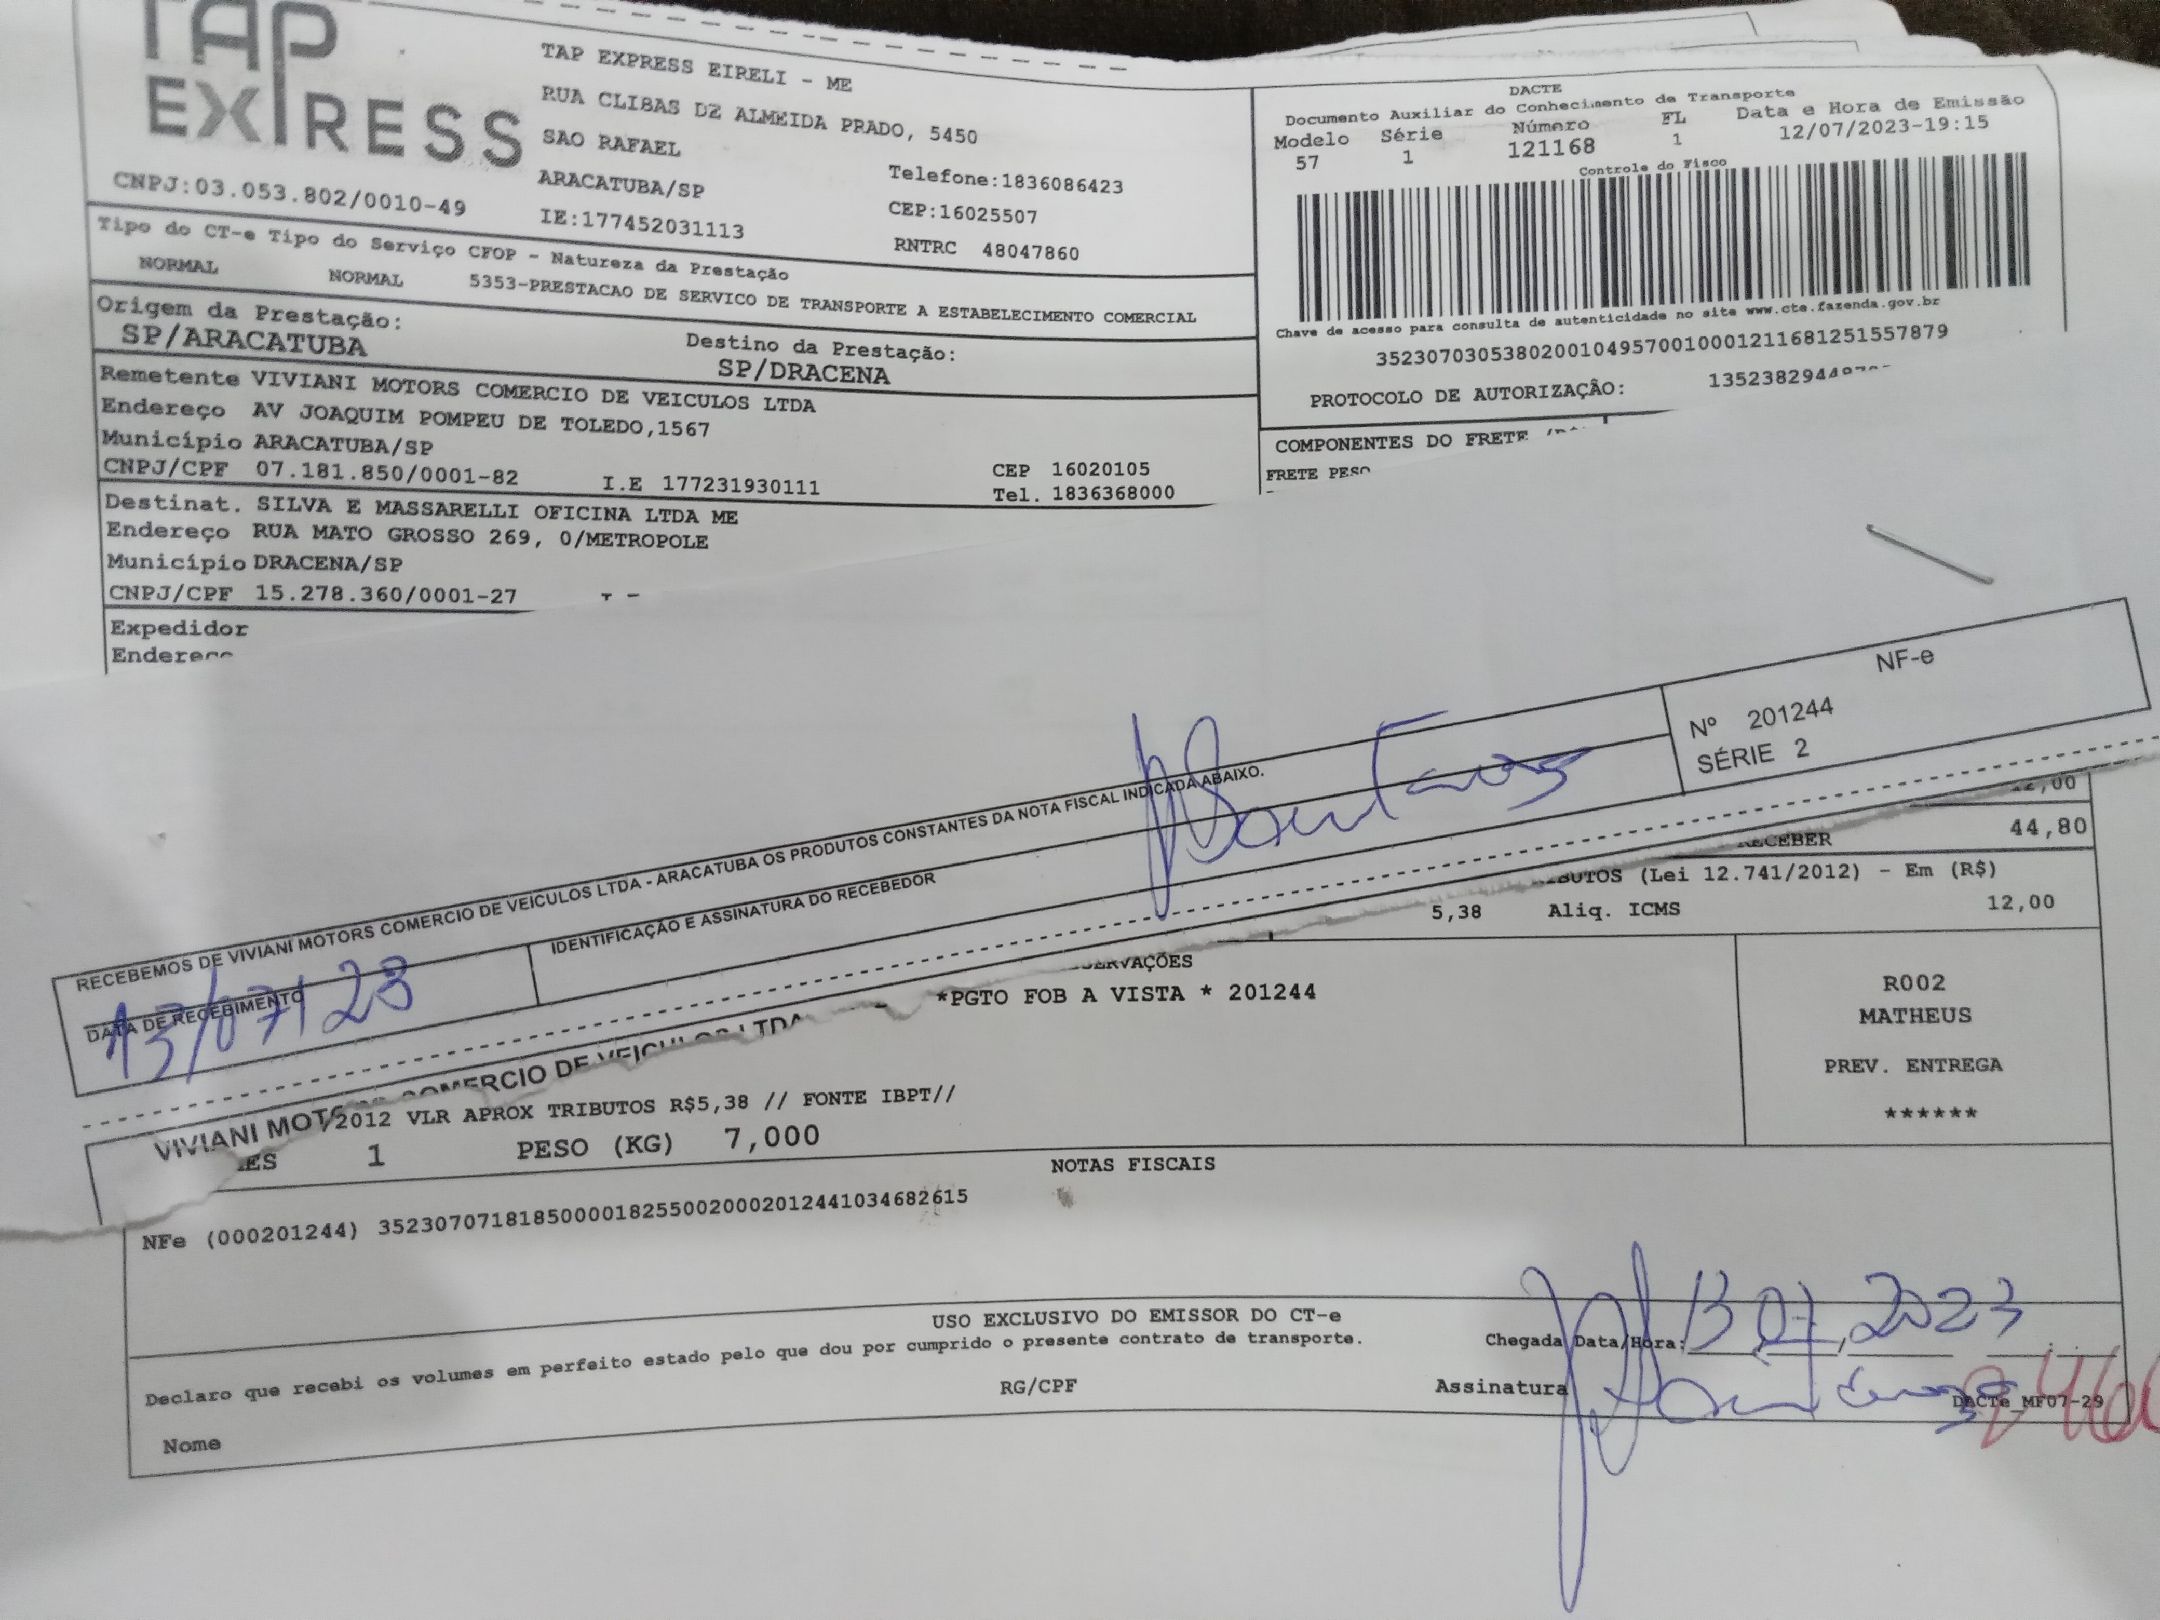 TAP
EXPRESS
TAP EXPRESS EIRELI - ME
RUA CLIBAS DE ALMEIDA PRADO, 5450
SAO RAFAEL
ARACATUBA/SP
Telefone:1836086423
CNPJ:03.053.802/0010-49
IE:177452031113
CEP:16025507
RNTRC 48047860
DACTE
Documento Auxiliar do Conhecimento de Transporte
Modelo Série Número FL Data e Hora de Emissão
57 1 121168 1 12/07/2023-19:15
Controle do Fisco
Chave de acesso para consulta de autenticidade no site www.cte.fazenda.gov.br
35230703053802001049570010001211681251557879
PROTOCOLO DE AUTORIZAÇÃO:
Tipo do CT-e Tipo do Serviço CFOP - Natureza da Prestação
NORMAL NORMAL 5353-PRESTACAO DE SERVICO DE TRANSPORTE A ESTABELECIMENTO COMERCIAL
Origem da Prestação: Destino da Prestação:
SP/ARACATUBA SP/DRACENA
Remetente VIVIANI MOTORS COMERCIO DE VEICULOS LTDA
Endereço AV JOAQUIM POMPEU DE TOLEDO,1567
Município ARACATUBA/SP CEP 16020105
CNPJ/CPF 07.181.850/0001-82 I.E 177231930111 Tel. 1836368000
COMPONENTES DO FRETE
FRETE PESO
Destinat. SILVA E MASSARELLI OFICINA LTDA ME
Endereço RUA MATO GROSSO 269, 0/METROPOLE
Município DRACENA/SP
CNPJ/CPF 15.278.360/0001-27
Expedidor
Endereço
RECEBEMOS DE VIVIANI MOTORS COMERCIO DE VEICULOS LTDA - ARACATUBA OS PRODUTOS CONSTANTES DA NOTA FISCAL INDICADA ABAIXO.
NF-e
Nº 201244
SÉRIE 2
DATA DE RECEBIMENTO
13/07/23
IDENTIFICAÇÃO E ASSINATURA DO RECEBEDOR
Santos
RECEBER 44,80
TRIBUTOS (Lei 12.741/2012) - Em (R$)
5,38 Aliq. ICMS 12,00
OBSERVAÇÕES
*PGTO FOB A VISTA * 201244
R002
MATHEUS
PREV. ENTREGA
******
VIVIANI MOTORS COMERCIO DE VEICULOS LTDA
2012 VLR APROX TRIBUTOS R$5,38 // FONTE IBPT//
ES 1 PESO (KG) 7,000
NOTAS FISCAIS
NFe (000201244) 35230707181850000182550020002012441034682615
USO EXCLUSIVO DO EMISSOR DO CT-e
Declaro que recebi os volumes em perfeito estado pelo que dou por cumprido o presente contrato de transporte.
Chegada Data/Hora: 13 07 2023
Nome RG/CPF Assinatura
DACTe_MF07-29